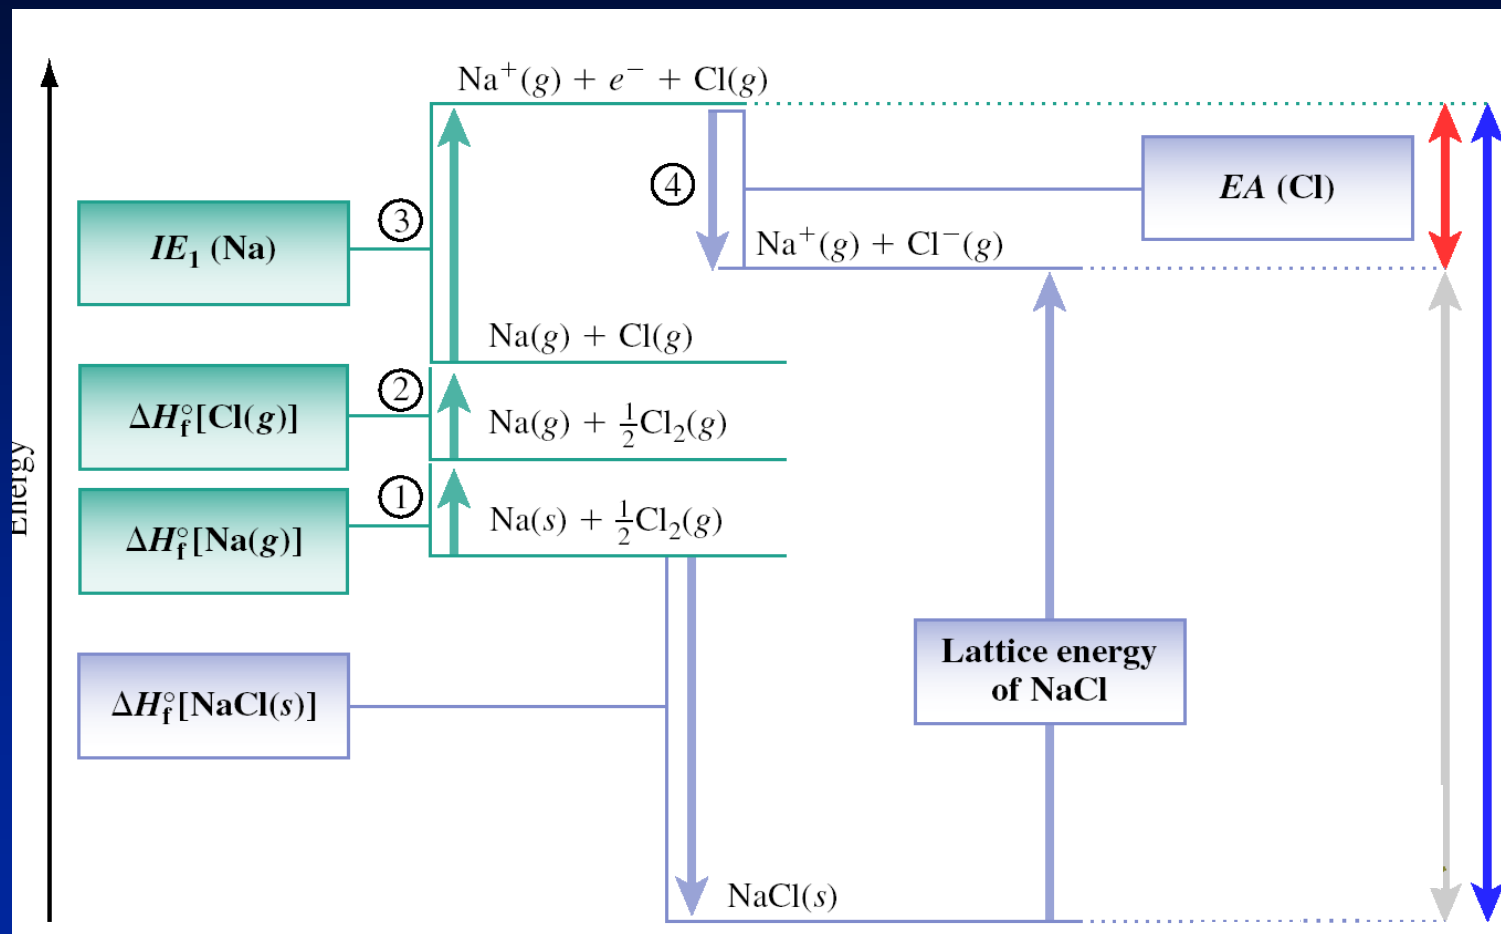 Na⁺(g) + e⁻ + Cl(g)
④
EA (Cl)
③
IE₁ (Na)
Na⁺(g) + Cl⁻(g)
Na(g) + Cl(g)
②
ΔH°f[Cl(g)]
Na(g) + ½Cl₂(g)
Energy
①
Na(s) + ½Cl₂(g)
ΔH°f[Na(g)]
Lattice energy
of NaCl
ΔH°f[NaCl(s)]
NaCl(s)